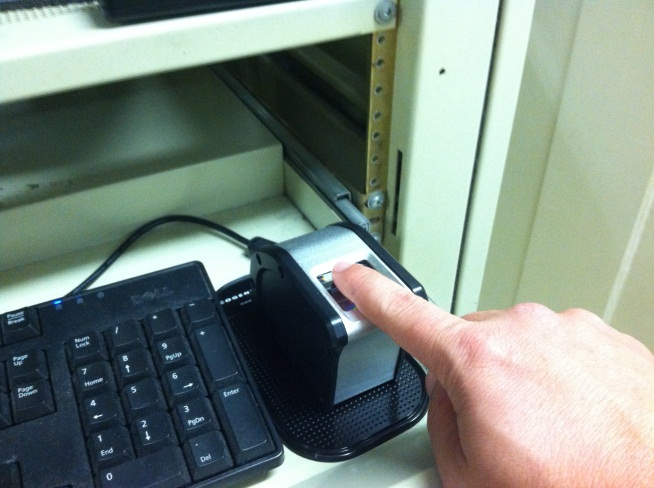 DELL
Pause
Break
Num
Lock
/
*
-
Page
Up
7
Home
8
↑
9
PgUp
+
Page
Down
4
←
5
6
→
1
End
2
↓
3
PgDn
Enter
0
Del